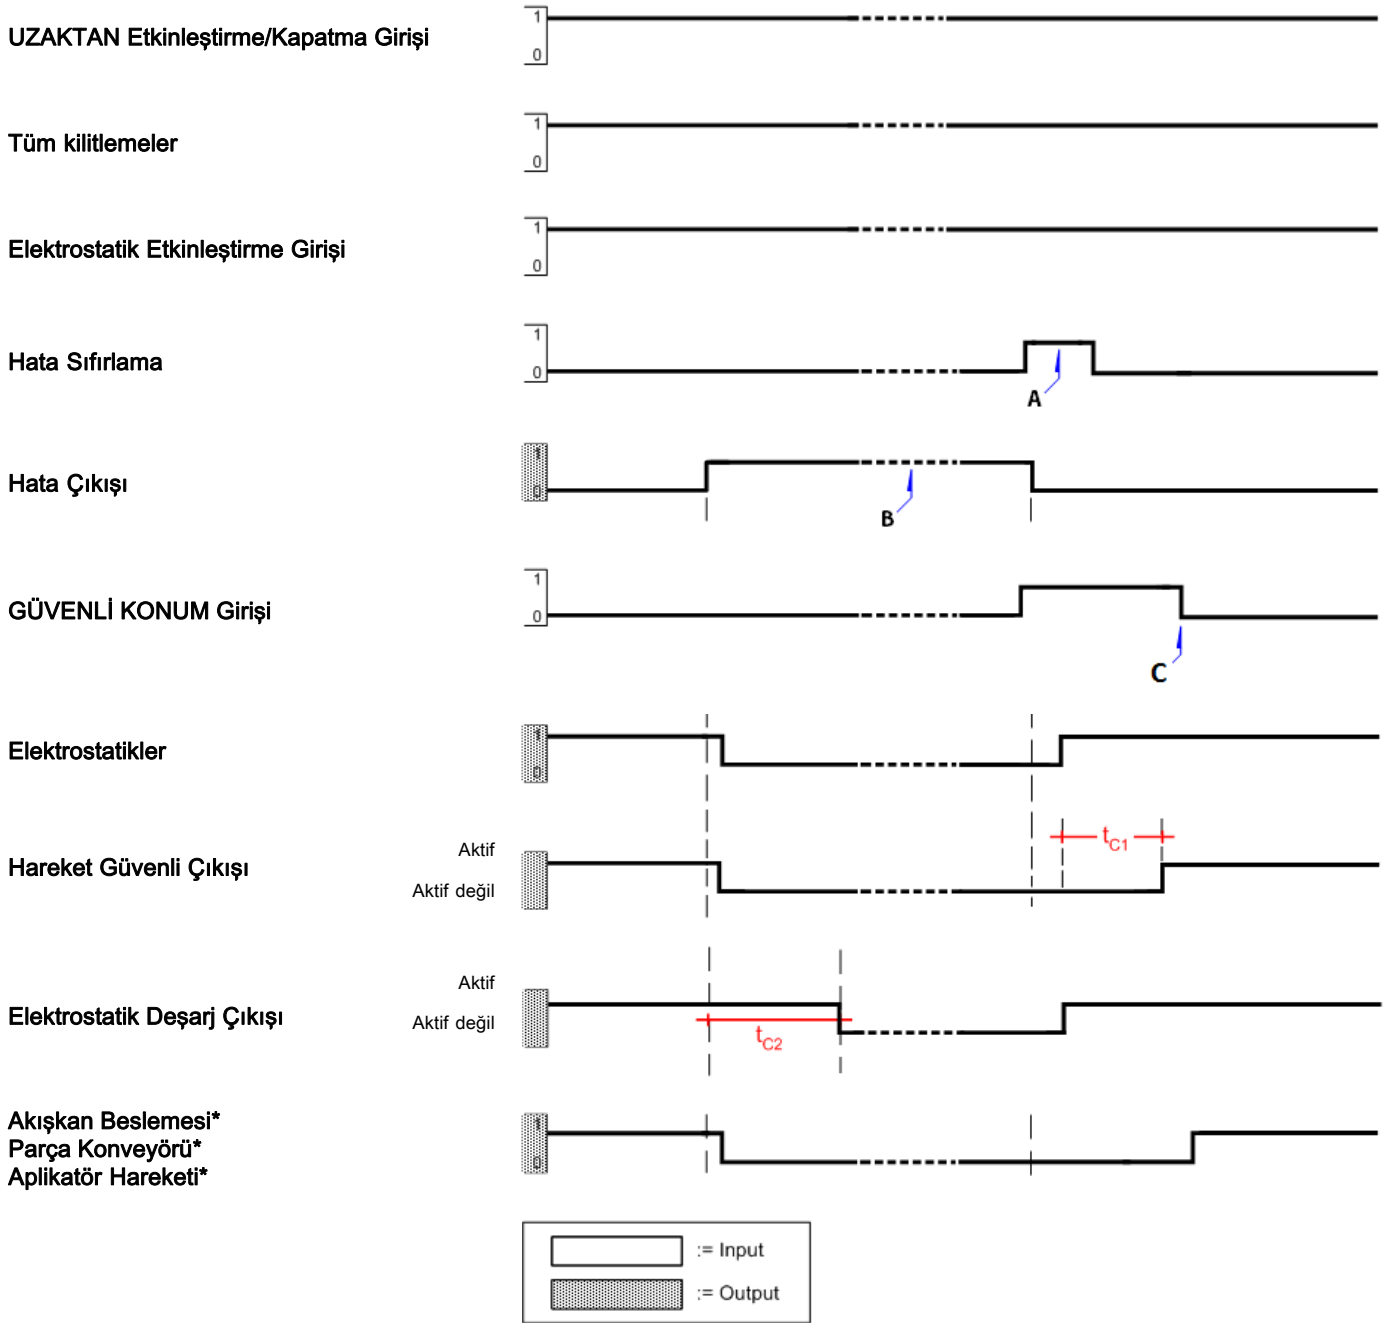 UZAKTAN Etkinleştirme/Kapatma Girişi
1
0
Tüm kilitlemeler
1
0
Elektrostatik Etkinleştirme Girişi
1
0
Hata Sıfırlama
1
0
A
Hata Çıkışı
1
0
B
GÜVENLİ KONUM Girişi
1
0
C
Elektrostatikler
1
0
Hareket Güvenli Çıkışı
Aktif
Aktif değil
tC1
Elektrostatik Deşarj Çıkışı
Aktif
Aktif değil
tC2
Akışkan Beslemesi*
Parça Konveyörü*
Aplikatör Hareketi*
1
0
:= Input
:= Output